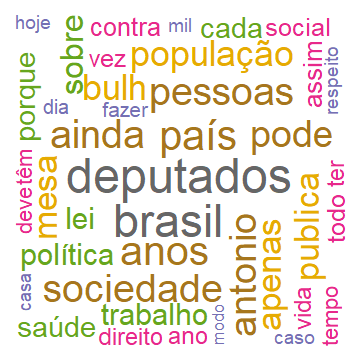 hoje
contra
mil
cada
social
sobre
vez
população
assim
respeito
porque
bulh
pessoas
dia
fazer
ainda
país
pode
devetêm
mesa
deputados
lei
brasil
publica
todo ter
política
anos
antonio
apenas
casa
sociedade
vida
tempo
trabalho
modo
saúde
direito
ano
caso